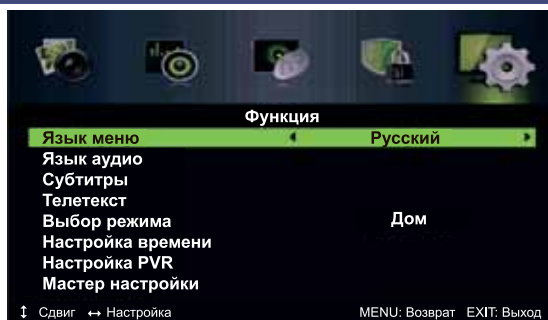 Функция
Язык меню Русский
Язык аудио
Субтитры
Телетекст
Выбор режима Дом
Настройка времени
Настройка PVR
Мастер настройки
↕ Сдвиг ↔ Настройка MENU: Возврат EXIT: Выход